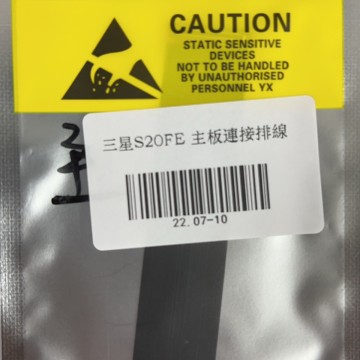 CAUTION
STATIC SENSITIVE
DEVICES
NOT TO BE HANDLED
BY UNAUTHORISED
PERSONNEL YX
三星S20FE 主板連接排線
22.07-10